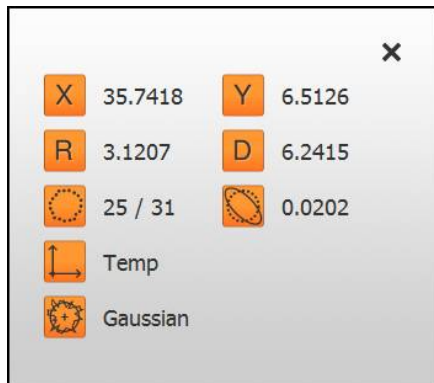 X 35.7418 Y 6.5126
R 3.1207 D 6.2415
25 / 31 0.0202
Temp
Gaussian